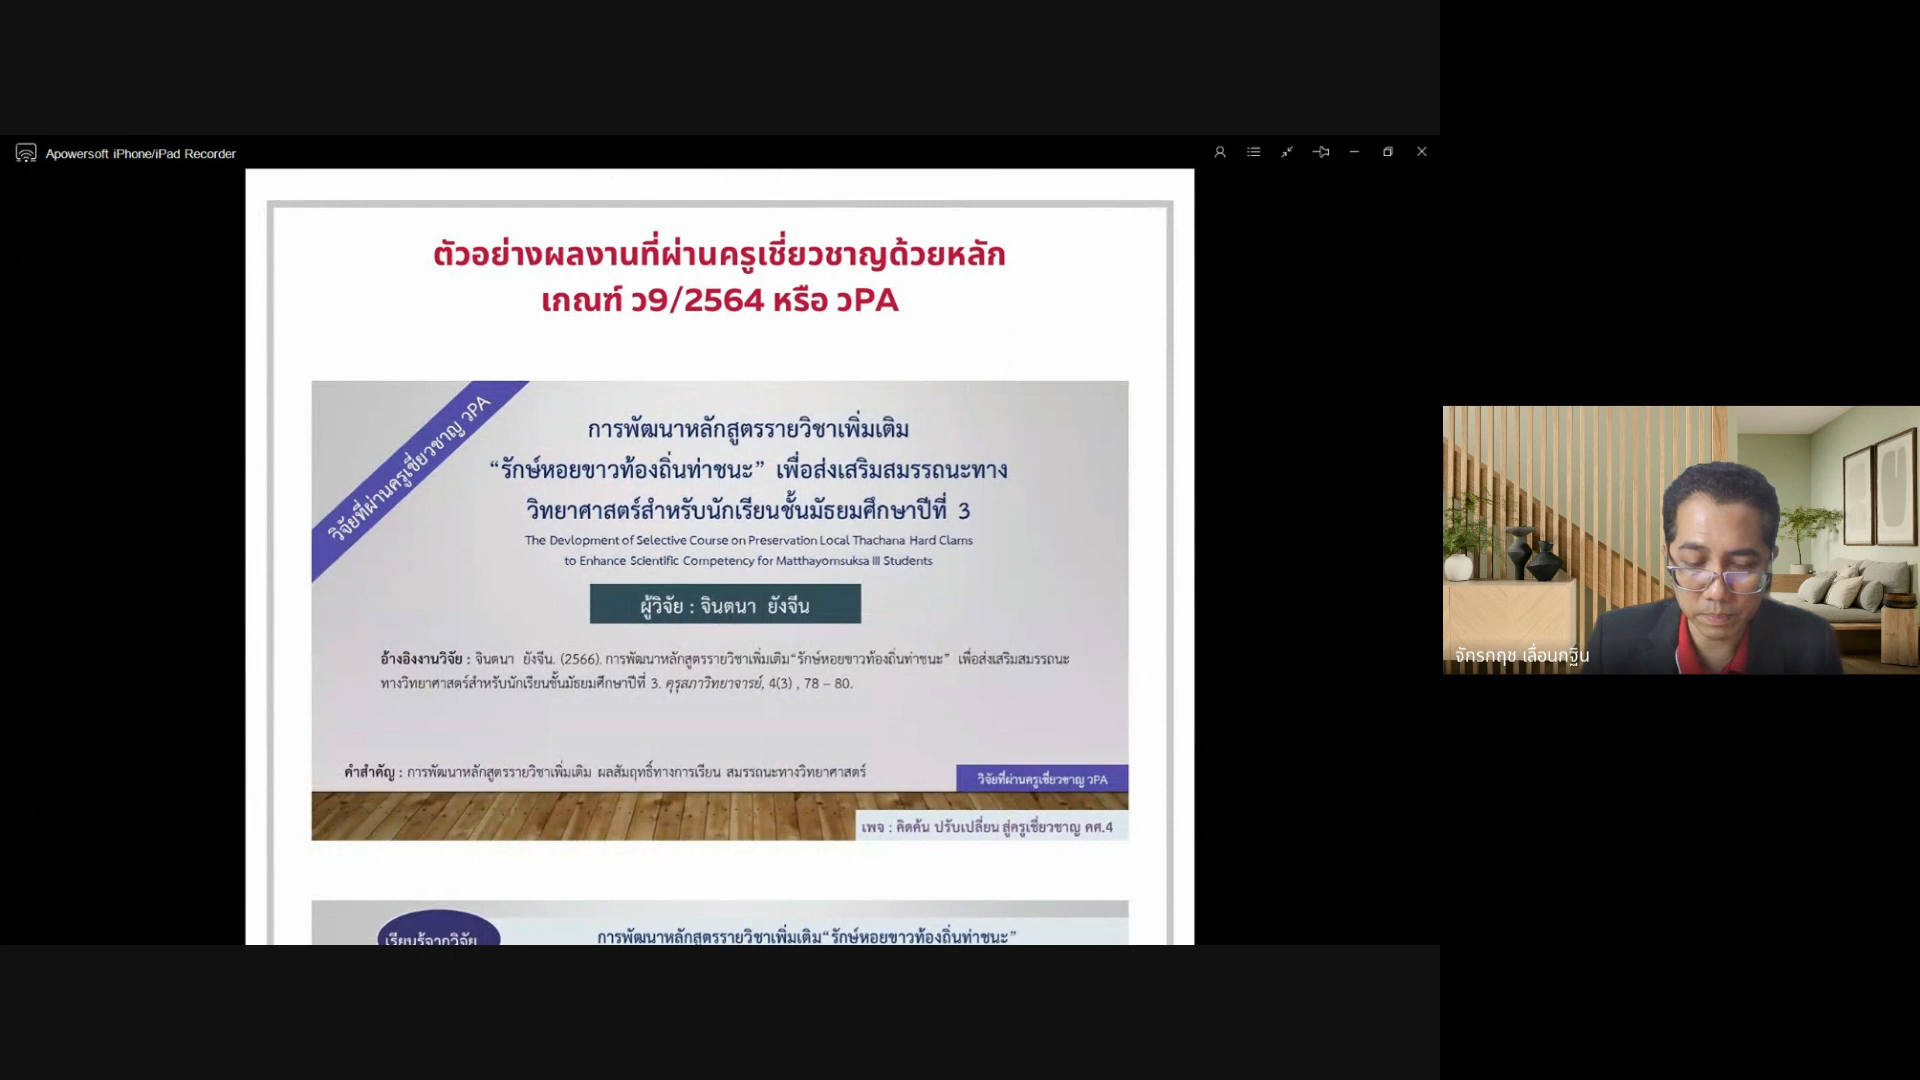 Apowersoft iPhone/iPad Recorder
ตัวอย่างผลงานที่ผ่านครูเชี่ยวชาญด้วยหลัก
เกณฑ์ ว9/2564 หรือ วPA
วิจัยที่ผ่านครูเชี่ยวชาญ วPA
การพัฒนาหลักสูตรรายวิชาเพิ่มเติม
“รักษ์หอยขาวท้องถิ่นท่าชนะ” เพื่อส่งเสริมสมรรถนะทาง
วิทยาศาสตร์สำหรับนักเรียนชั้นมัธยมศึกษาปีที่ 3
The Devlopment of Selective Course on Preservation Local Thachana Hard Clams
to Enhance Scientific Competency for Matthayomsuksa III Students
ผู้วิจัย : จินตนา ยังจีน
อ้างอิงงานวิจัย : จินตนา ยังจีน. (2566). การพัฒนาหลักสูตรรายวิชาเพิ่มเติม“รักษ์หอยขาวท้องถิ่นท่าชนะ” เพื่อส่งเสริมสมรรถนะ
ทางวิทยาศาสตร์สำหรับนักเรียนชั้นมัธยมศึกษาปีที่ 3. คุรุสภาวิทยาจารย์, 4(3) , 78 – 80.
คำสำคัญ : การพัฒนาหลักสูตรรายวิชาเพิ่มเติม ผลสัมฤทธิ์ทางการเรียน สมรรถนะทางวิทยาศาสตร์
วิจัยที่ผ่านครูเชี่ยวชาญ วPA
เพจ : คิดค้น ปรับเปลี่ยน สู่ครูเชี่ยวชาญ คศ.4
เรียนรู้จากวิจัย
การพัฒนาหลักสูตรรายวิชาเพิ่มเติม“รักษ์หอยขาวท้องถิ่นท่าชนะ”
จักรกฤช เลื่อนกฐิน